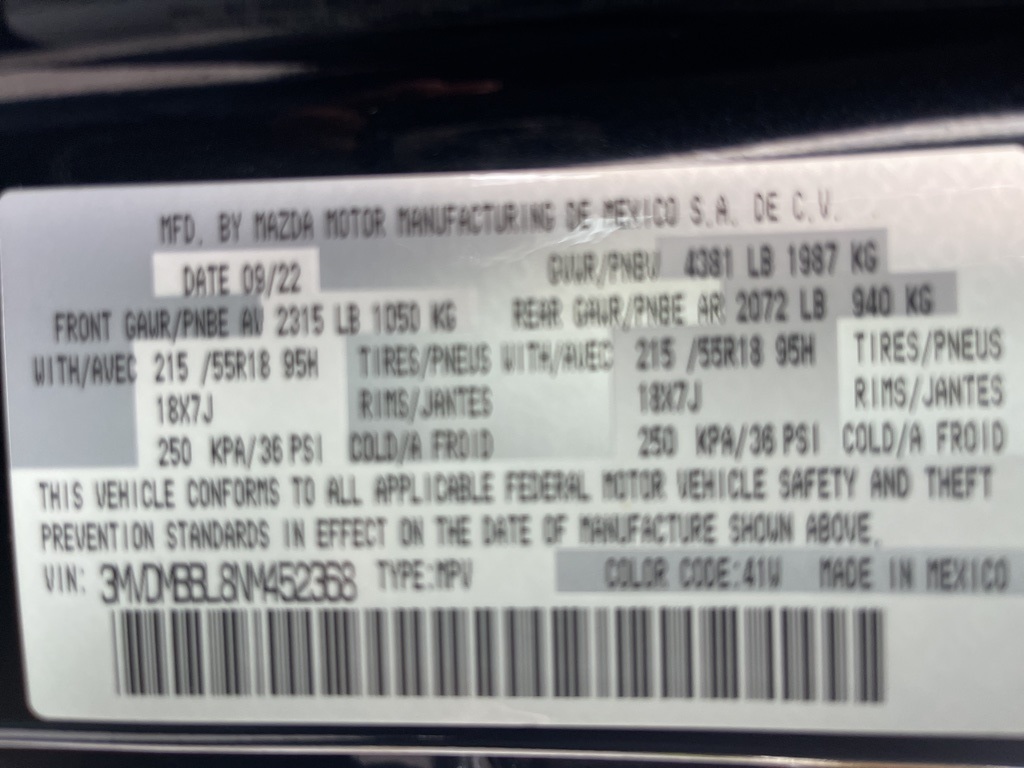 MFD. BY MAZDA MOTOR MANUFACTURING DE MEXICO S.A. DE C.V.
DATE 09/22 GVWR/PNBV 4381 LB 1987 KG
FRONT GAWR/PNBE AV 2315 LB 1050 KG REAR GAWR/PNBE AR 2072 LB 940 KG
WITH/AVEC 215 /55R18 95H TIRES/PNEUS WITH/AVEC 215 /55R18 95H TIRES/PNEUS
18X7J RIMS/JANTES 18X7J RIMS/JANTES
250 KPA/36 PSI COLD/A FROID 250 KPA/36 PSI COLD/A FROID
THIS VEHICLE CONFORMS TO ALL APPLICABLE FEDERAL MOTOR VEHICLE SAFETY AND THEFT
PREVENTION STANDARDS IN EFFECT ON THE DATE OF MANUFACTURE SHOWN ABOVE.
VIN: 3MVDMBBL8NM452368 TYPE:MPV COLOR CODE:41W MADE IN MEXICO